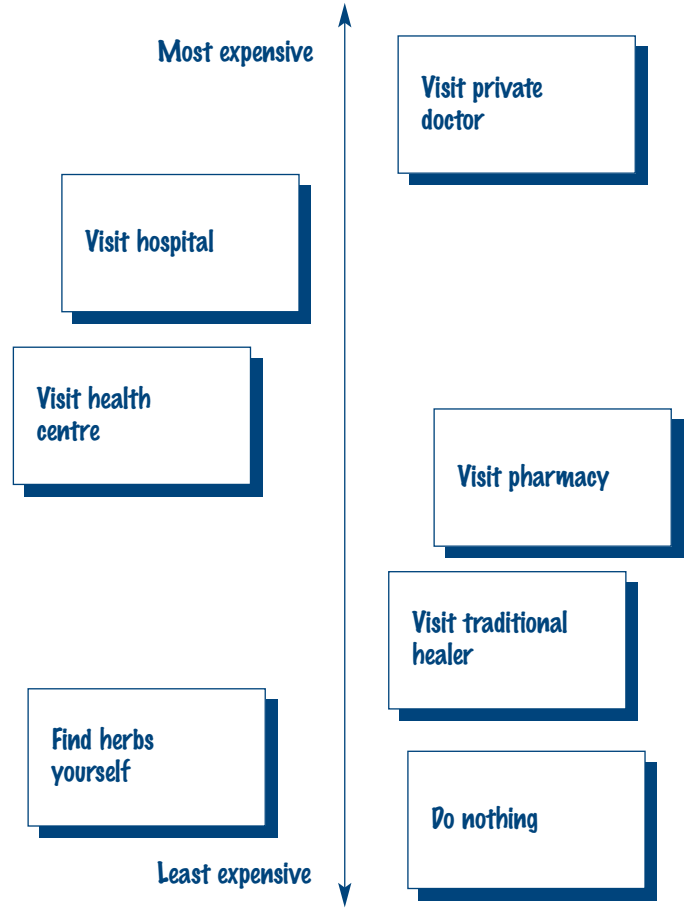 Most expensive
Visit private
doctor
Visit hospital
Visit health
centre
Visit pharmacy
Visit traditional
healer
Find herbs
yourself
Do nothing
Least expensive